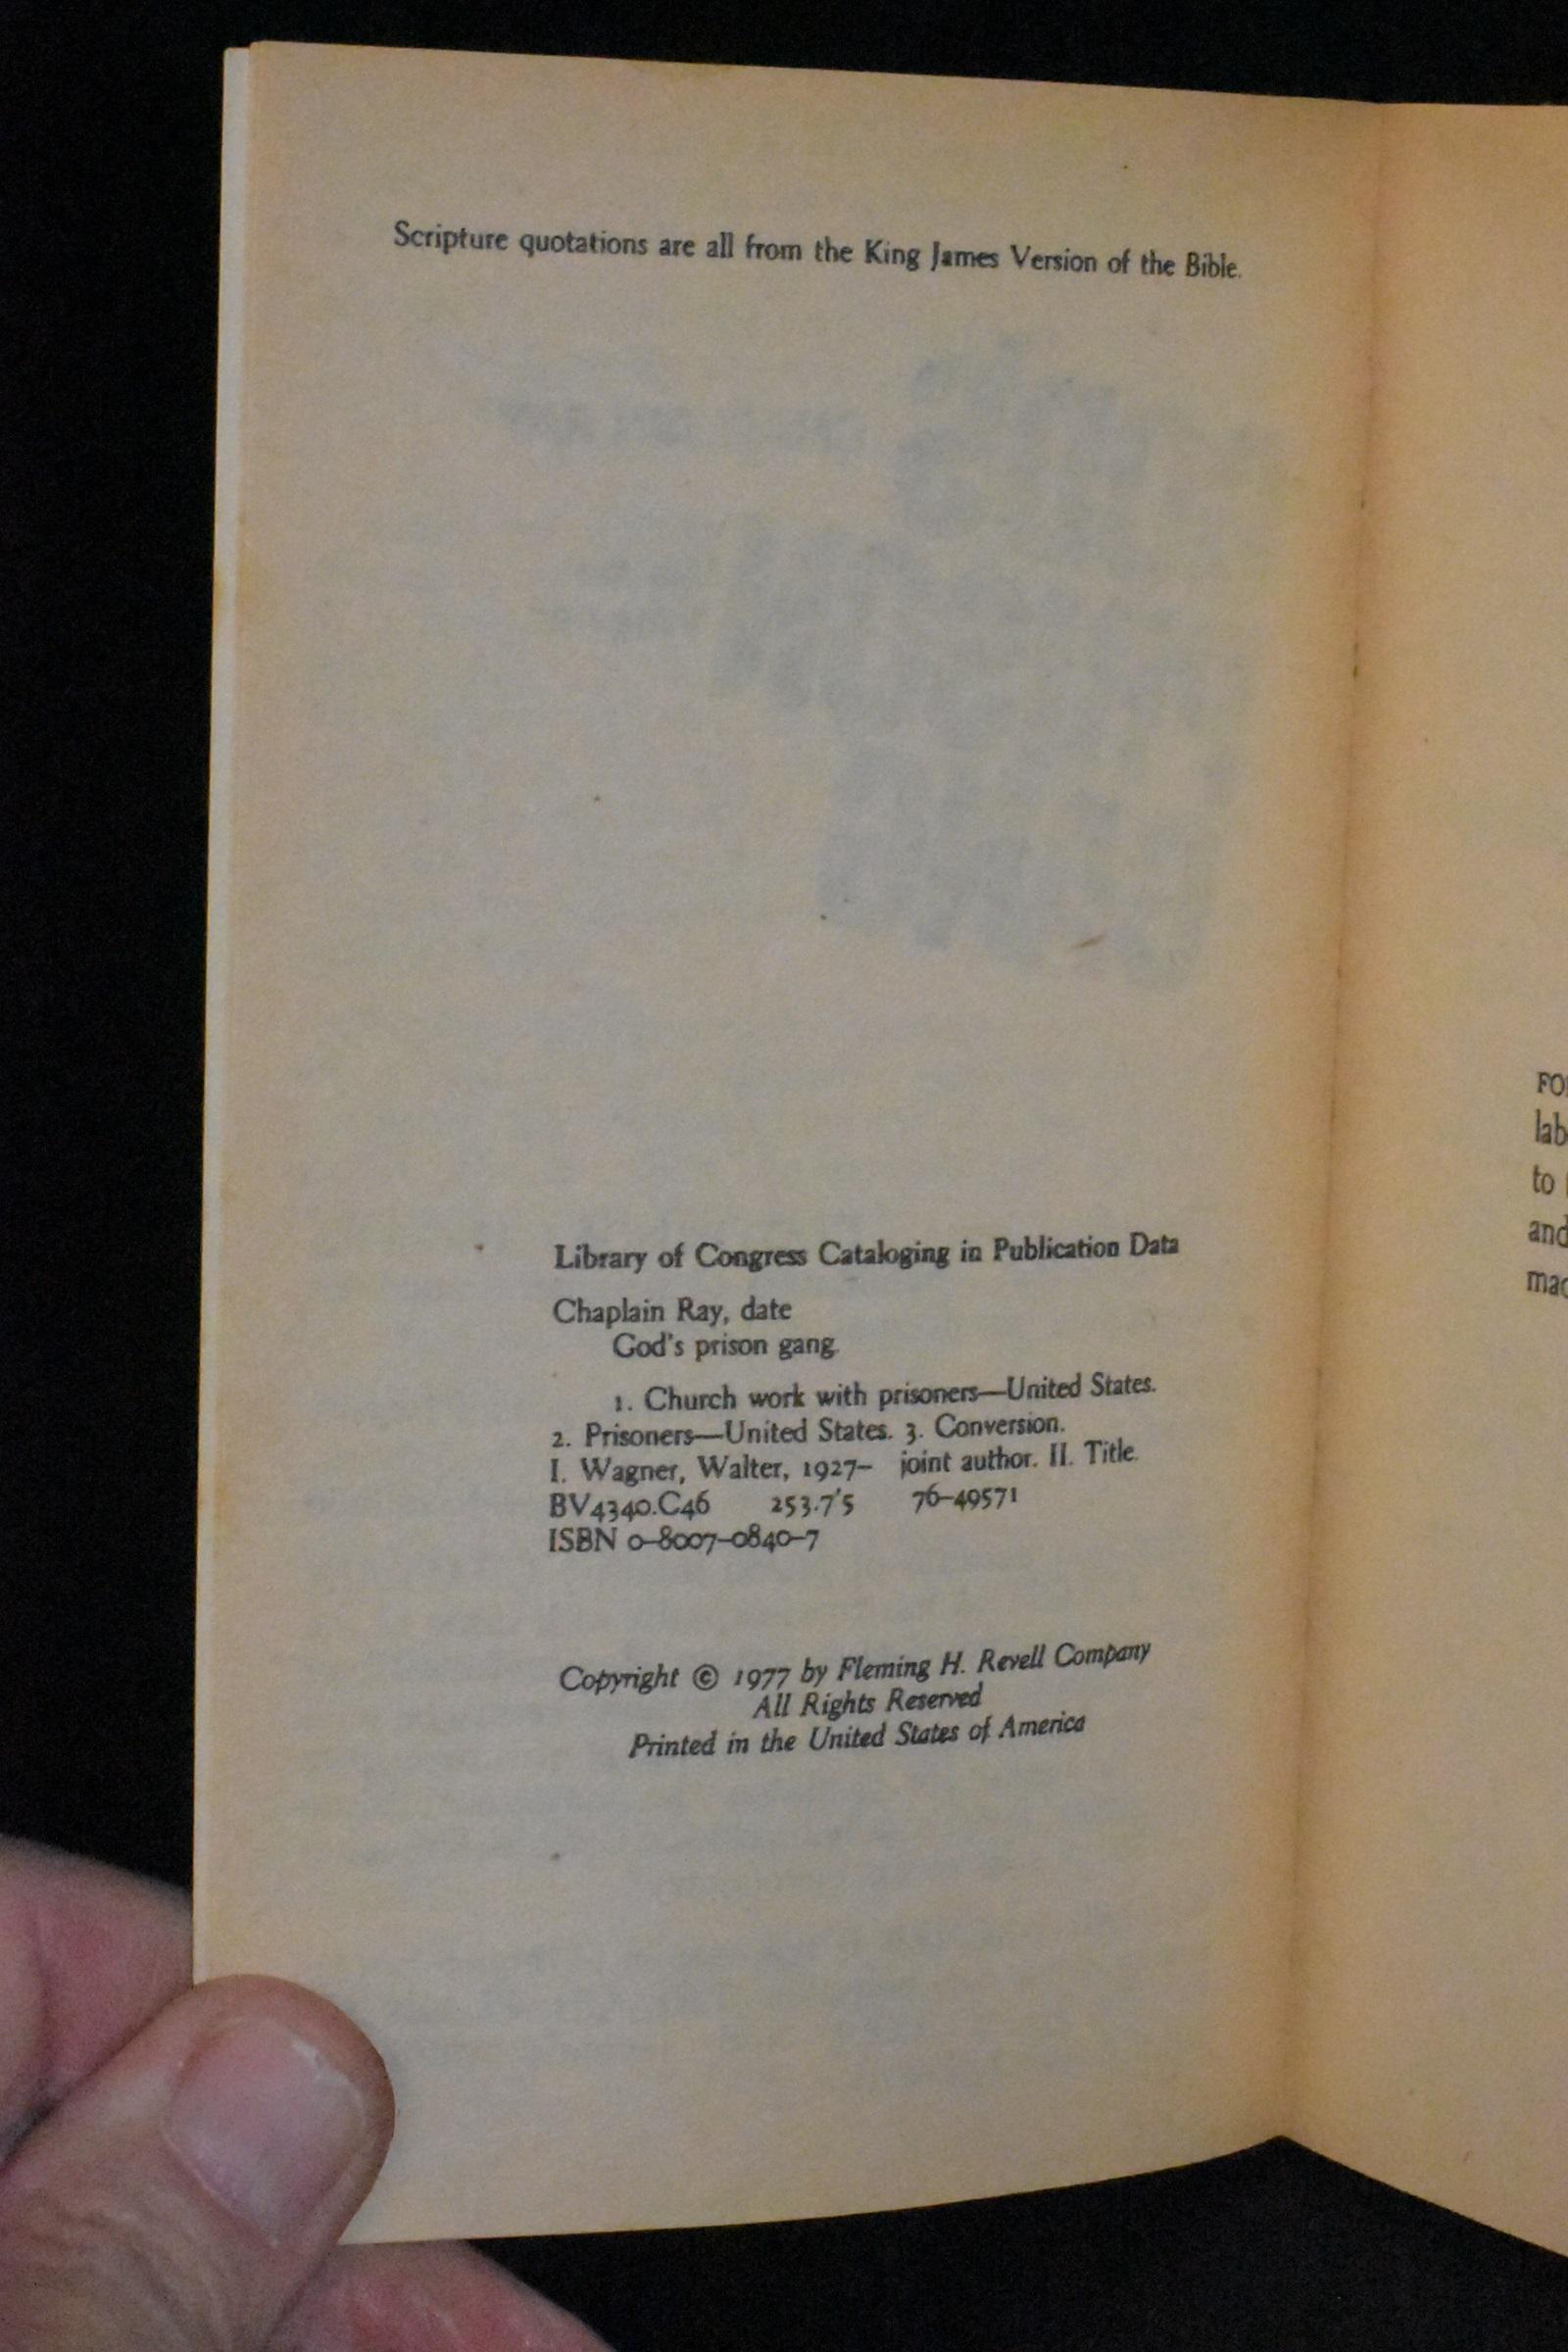 Scripture quotations are all from the King James Version of the Bible.
Library of Congress Cataloging in Publication Data
Chaplain Ray, date
God's prison gang.
1. Church work with prisoners—United States.
2. Prisoners—United States. 3. Conversion.
I. Wagner, Walter, 1927– joint author. II. Title.
BV4340.C46 253.7'5 76-49571
ISBN 0-8007-0840-7
Copyright © 1977 by Fleming H. Revell Company
All Rights Reserved
Printed in the United States of America
to
and